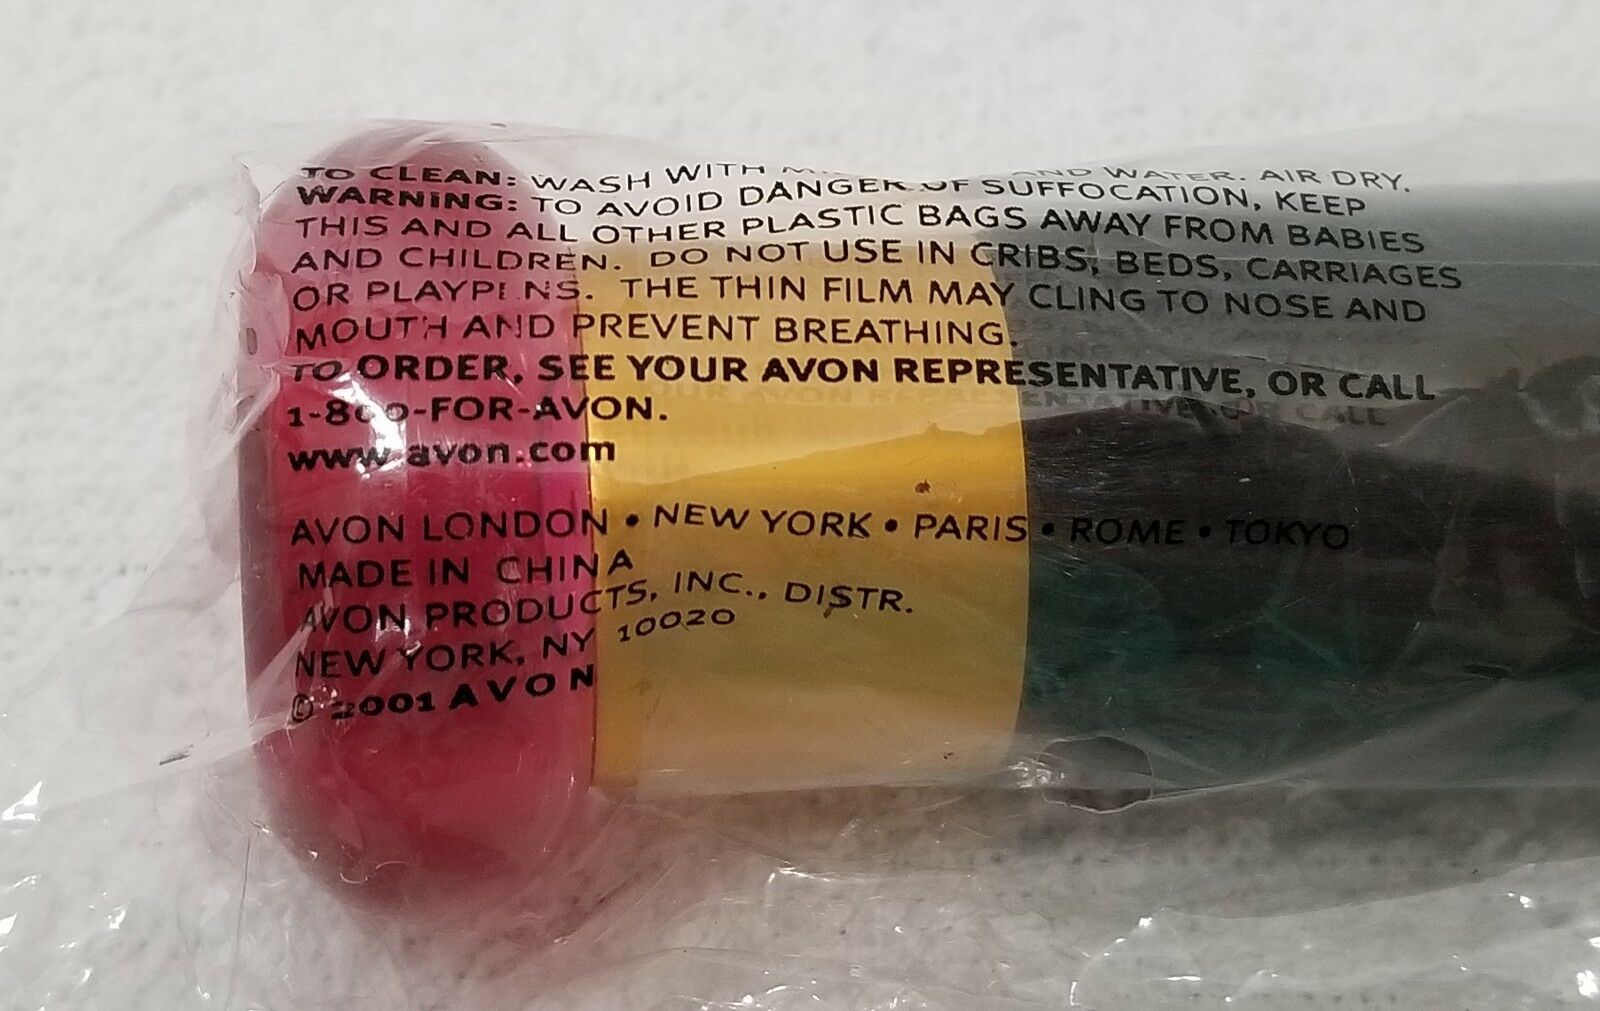 TO CLEAN: WASH WITH AND WATER. AIR DRY.
WARNING: TO AVOID DANGER OF SUFFOCATION, KEEP
THIS AND ALL OTHER PLASTIC BAGS AWAY FROM BABIES
AND CHILDREN. DO NOT USE IN CRIBS, BEDS, CARRIAGES
OR PLAYPENS. THE THIN FILM MAY CLING TO NOSE AND
MOUTH AND PREVENT BREATHING.
TO ORDER, SEE YOUR AVON REPRESENTATIVE, OR CALL
1-800-FOR-AVON.
www.avon.com
AVON LONDON • NEW YORK • PARIS • ROME • TOKYO
MADE IN CHINA
AVON PRODUCTS, INC., DISTR.
NEW YORK, NY 10020
© 2001 AVON